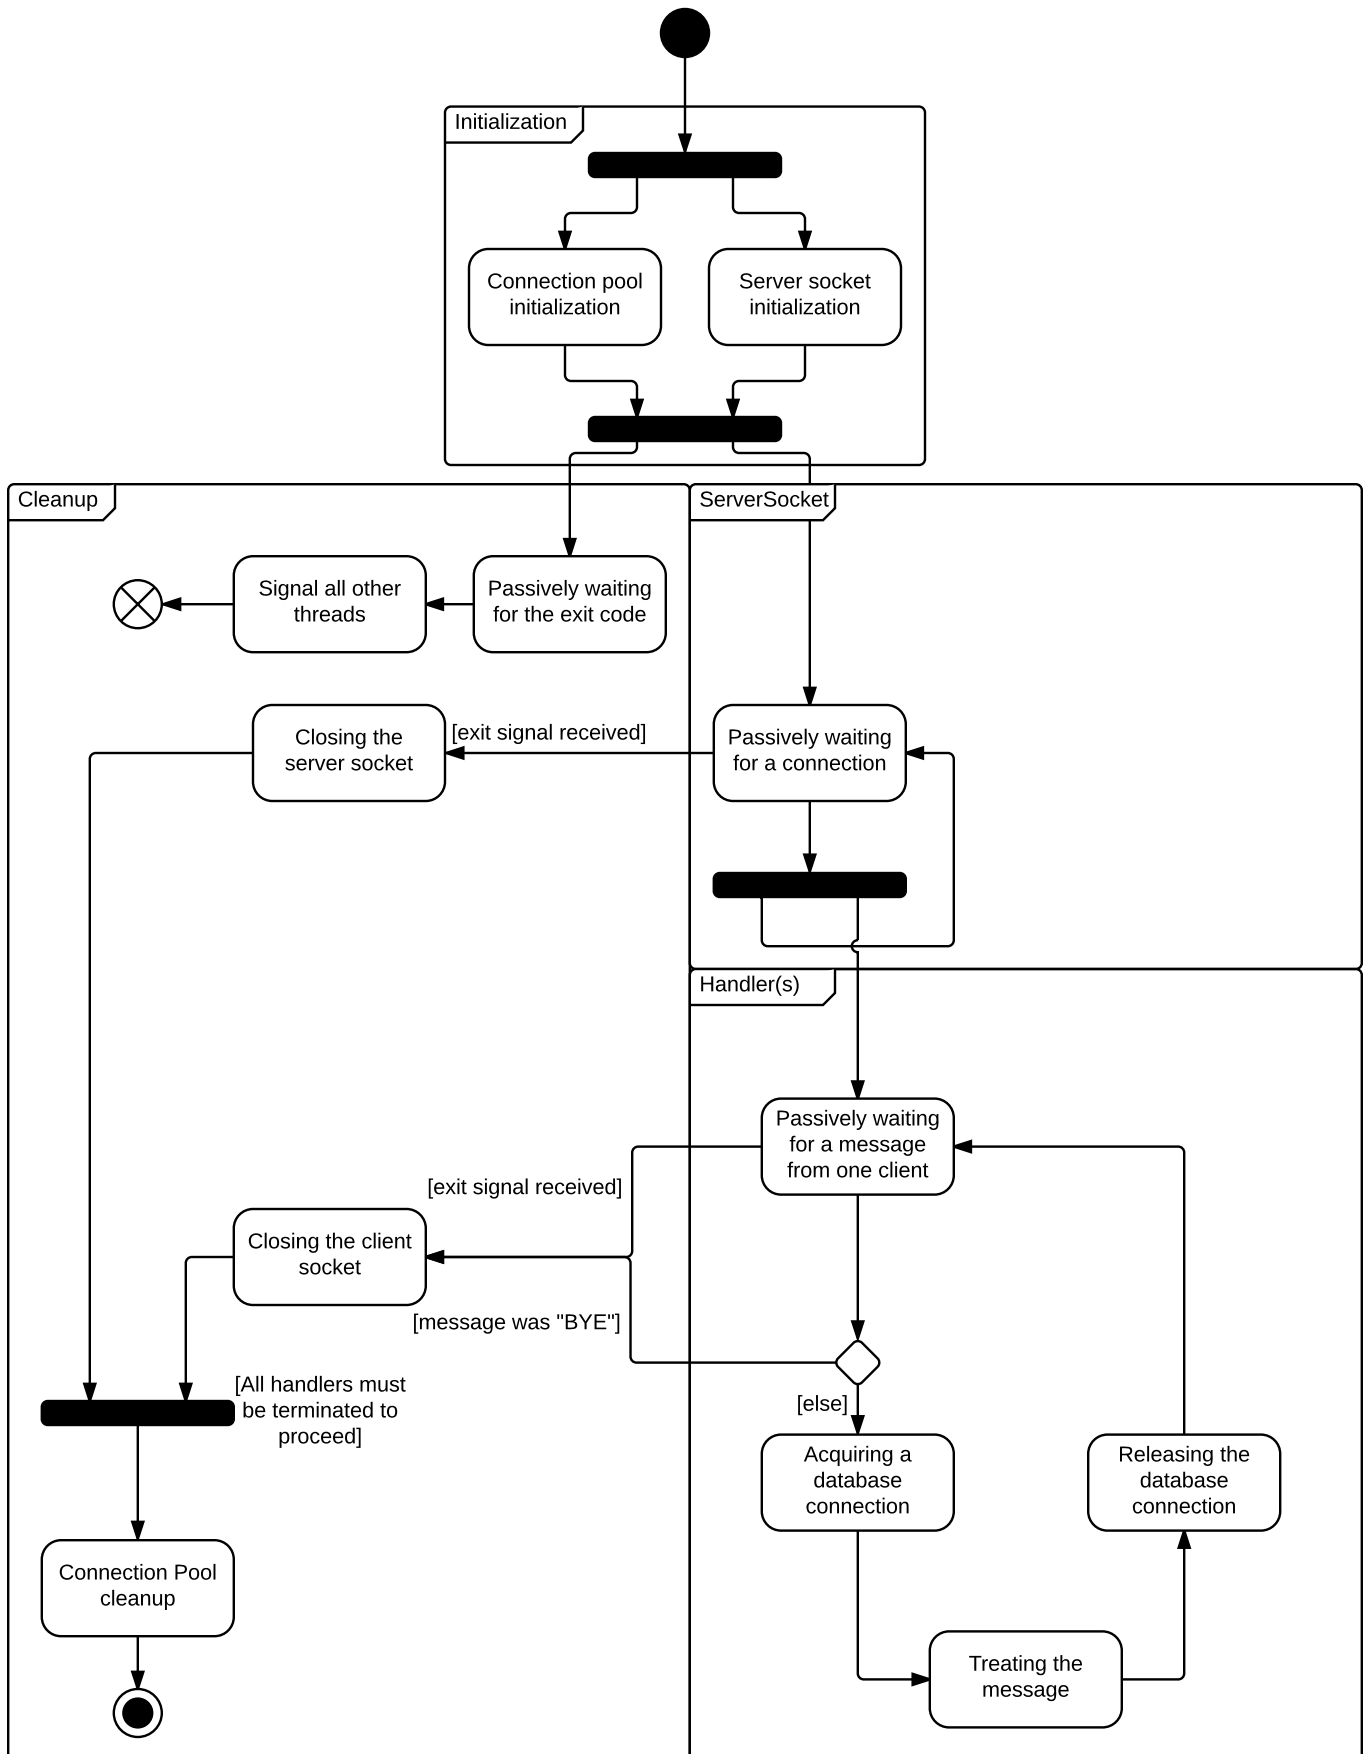 Initialization
Connection pool
initialization
Server socket
initialization
Cleanup
ServerSocket
Signal all other
threads
Passively waiting
for the exit code
Closing the
server socket
[exit signal received]
Passively waiting
for a connection
Handler(s)
Passively waiting
for a message
from one client
[exit signal received]
Closing the client
socket
[message was "BYE"]
[All handlers must
be terminated to
proceed]
[else]
Acquiring a
database
connection
Releasing the
database
connection
Connection Pool
cleanup
Treating the
message